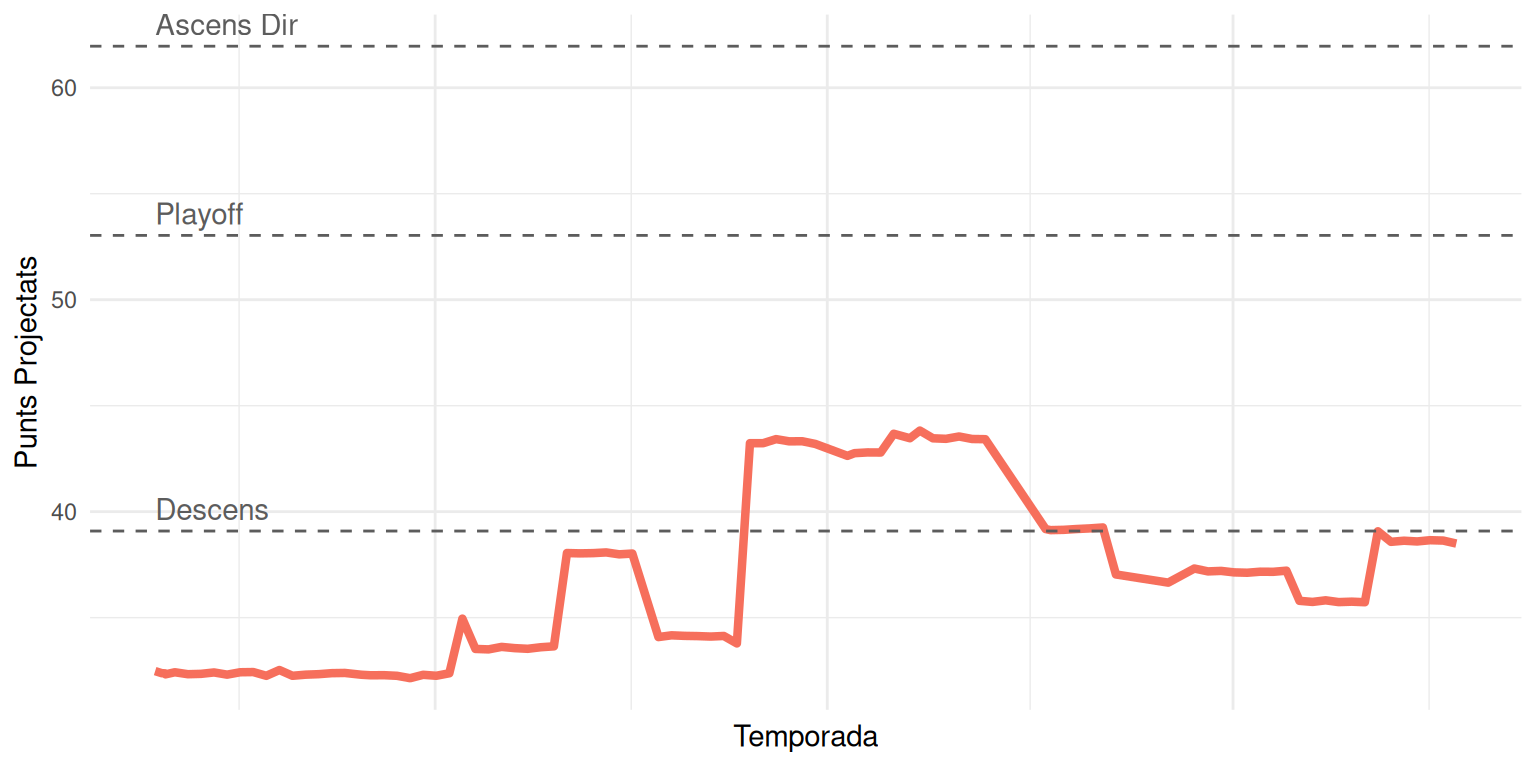 Ascens Dir
60
Playoff
50
Descens
40
Punts Projectats
Temporada